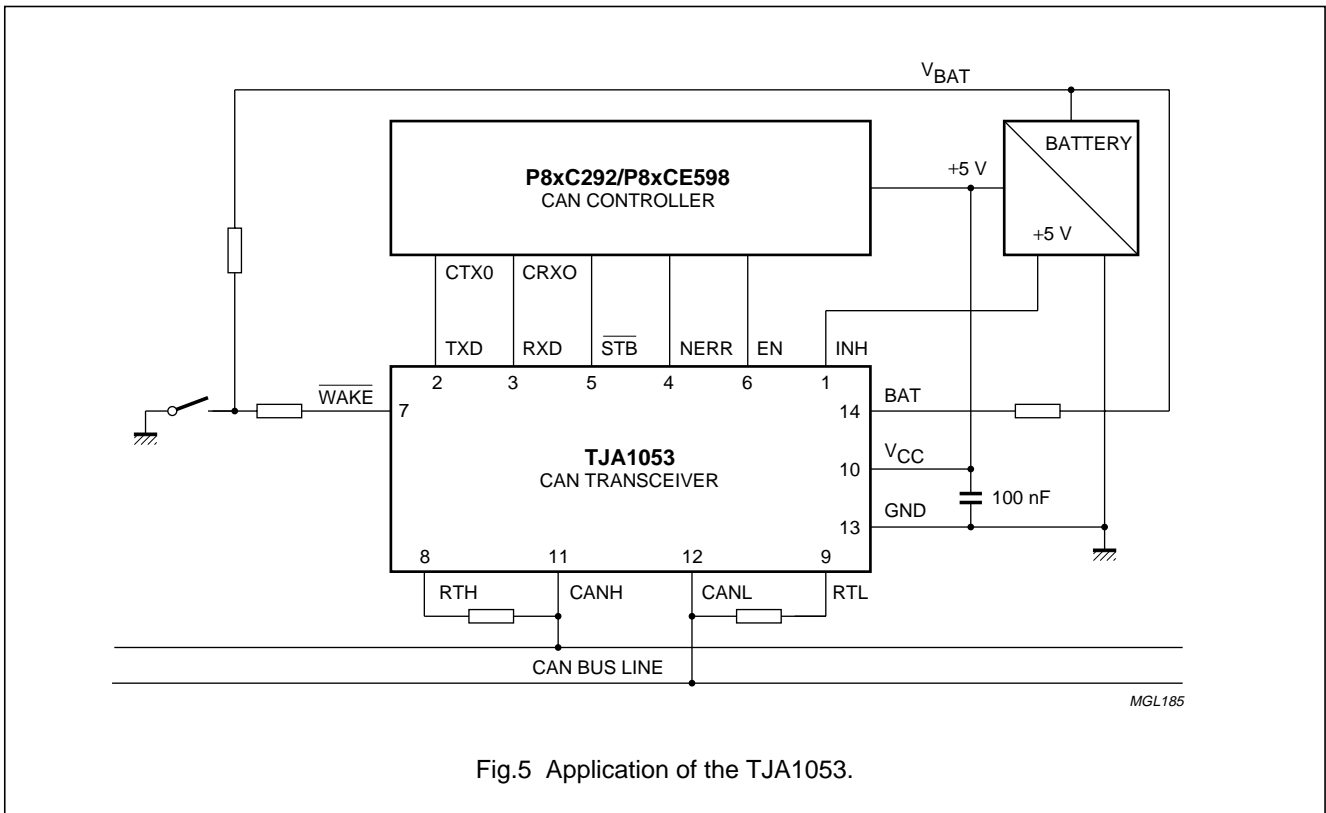 VBAT
BATTERY
+5 V
+5 V
P8xC292/P8xCE598
CAN CONTROLLER
CTX0 CRXO
TXD RXD STB NERR EN INH
2 3 5 4 6 1
WAKE
7
14 BAT
TJA1053
CAN TRANSCEIVER
10 VCC
100 nF
13 GND
8 11 12 9
RTH CANH CANL RTL
CAN BUS LINE
MGL185
Fig.5 Application of the TJA1053.